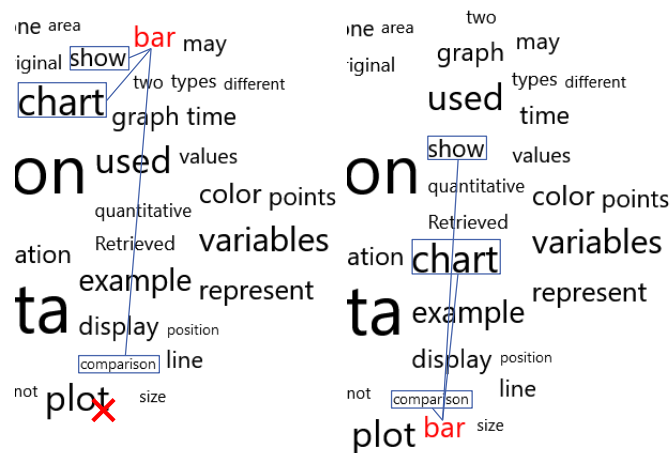 one area
bar may
riginal show
two types different
chart
graph time
used values
on
color points
quantitative
Retrieved variables
ation
example represent
ta
display position
comparison line
not plot size
two
one area
graph may
riginal
types different
used
time
show values
on
quantitative color points
Retrieved
variables
ation chart
represent
ta example
display position
line
not comparison
plot bar size